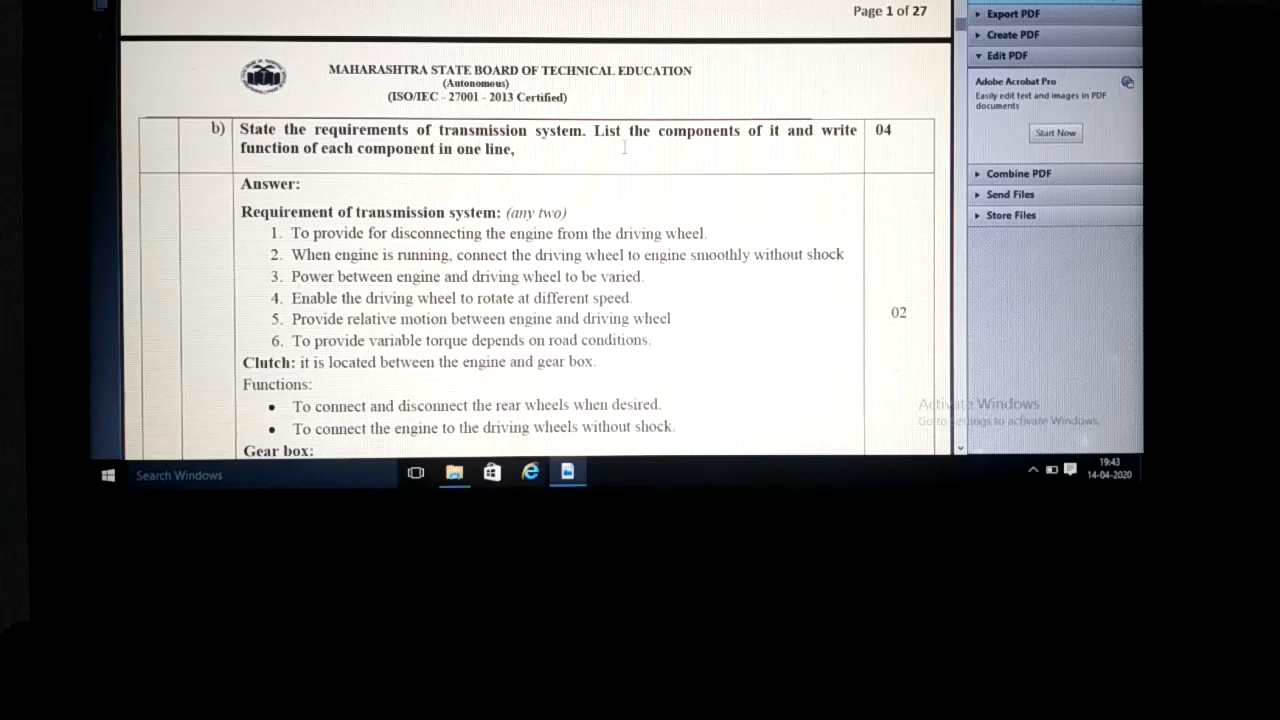 Page 1 of 27
MAHARASHTRA STATE BOARD OF TECHNICAL EDUCATION
(Autonomous)
(ISO/IEC - 27001 - 2013 Certified)
b) State the requirements of transmission system. List the components of it and write 04
function of each component in one line,
Answer:
Requirement of transmission system: (any two)
1. To provide for disconnecting the engine from the driving wheel.
2. When engine is running, connect the driving wheel to engine smoothly without shock
3. Power between engine and driving wheel to be varied.
4. Enable the driving wheel to rotate at different speed.
5. Provide relative motion between engine and driving wheel
02
6. To provide variable torque depends on road conditions.
Clutch: it is located between the engine and gear box.
Functions:
• To connect and disconnect the rear wheels when desired.
• To connect the engine to the driving wheels without shock.
Gear box:
Export PDF
Create PDF
Edit PDF
Adobe Acrobat Pro
Easily edit text and images in PDF
documents
Start Now
Combine PDF
Send Files
Store Files
Activate Windows
Go to Settings to activate Windows.
Search Windows
19:43
14-04-2020